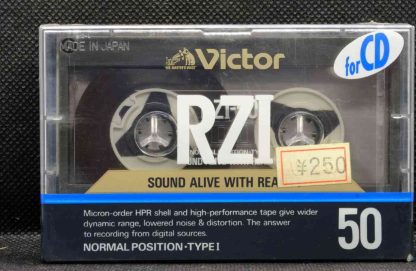 MADE IN JAPAN
Victor
for CD
RZI
SOUND ALIVE WITH REA
¥250
Micron-order HPR shell and high-performance tape give wider
dynamic range, lowered noise & distortion. The answer
to recording from digital sources.
NORMAL POSITION·TYPE I
50